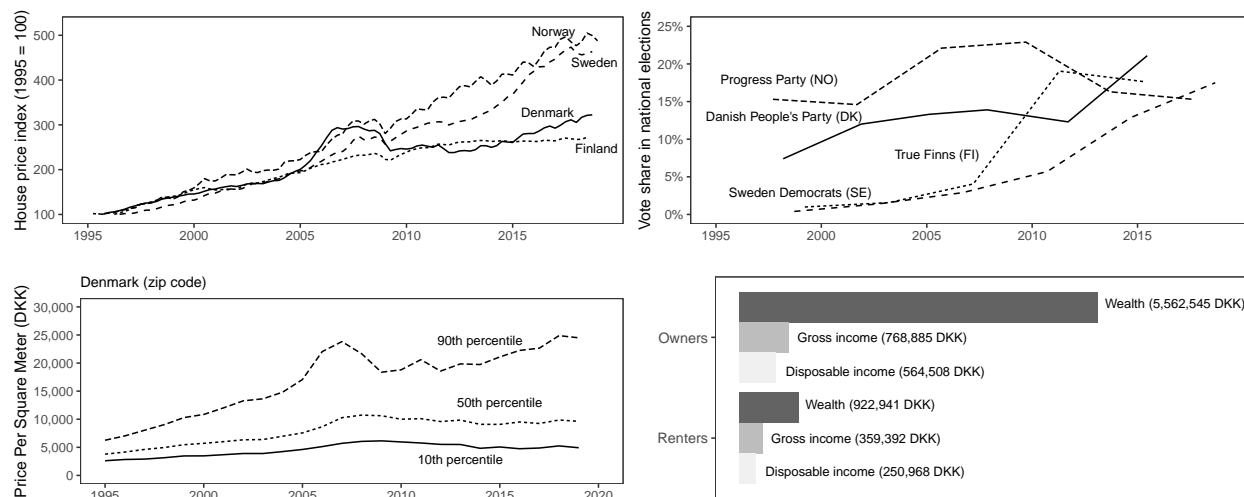 House price index (1995 = 100)
500
400
300
200
100
Norway
Sweden
Denmark
Finland
1995
2000
2005
2010
2015
Vote share in national elections
25%
20%
15%
10%
5%
0%
Progress Party (NO)
Danish People's Party (DK)
True Finns (FI)
Sweden Democrats (SE)
1995
2000
2005
2010
2015
Denmark (zip code)
Price Per Square Meter (DKK)
30,000
25,000
20,000
15,000
10,000
5,000
0
90th percentile
50th percentile
10th percentile
1995
2000
2005
2010
2015
2020
Owners
Wealth (5,562,545 DKK)
Gross income (768,885 DKK)
Disposable income (564,508 DKK)
Renters
Wealth (922,941 DKK)
Gross income (359,392 DKK)
Disposable income (250,968 DKK)